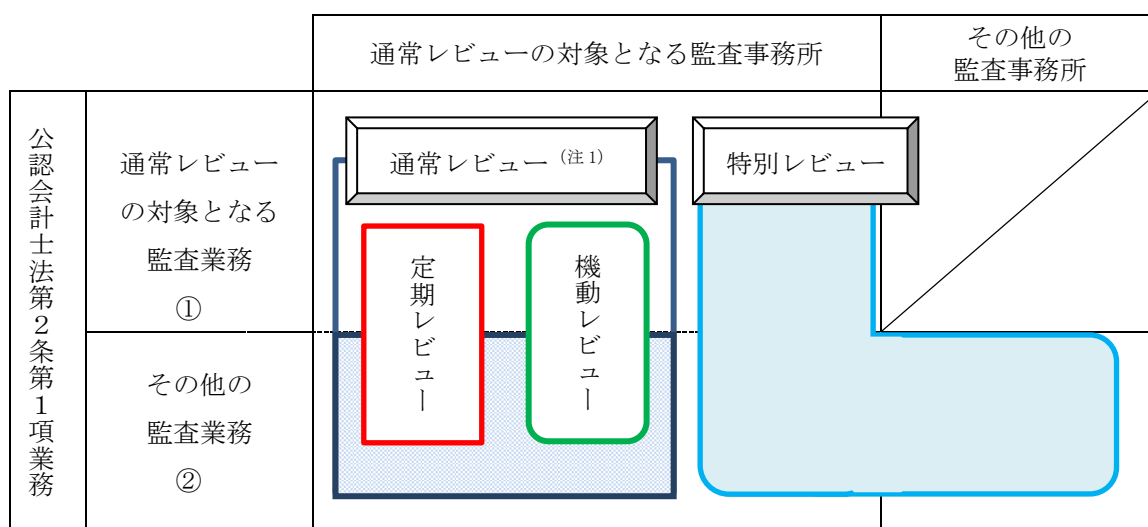 通常レビューの対象となる監査事務所
その他の
監査事務所
公認会計士法第2条第1項業務
通常レビュー
の対象となる
監査業務
①
通常レビュー(注1)
特別レビュー
定期レビュー
機動レビュー
その他の
監査業務
②